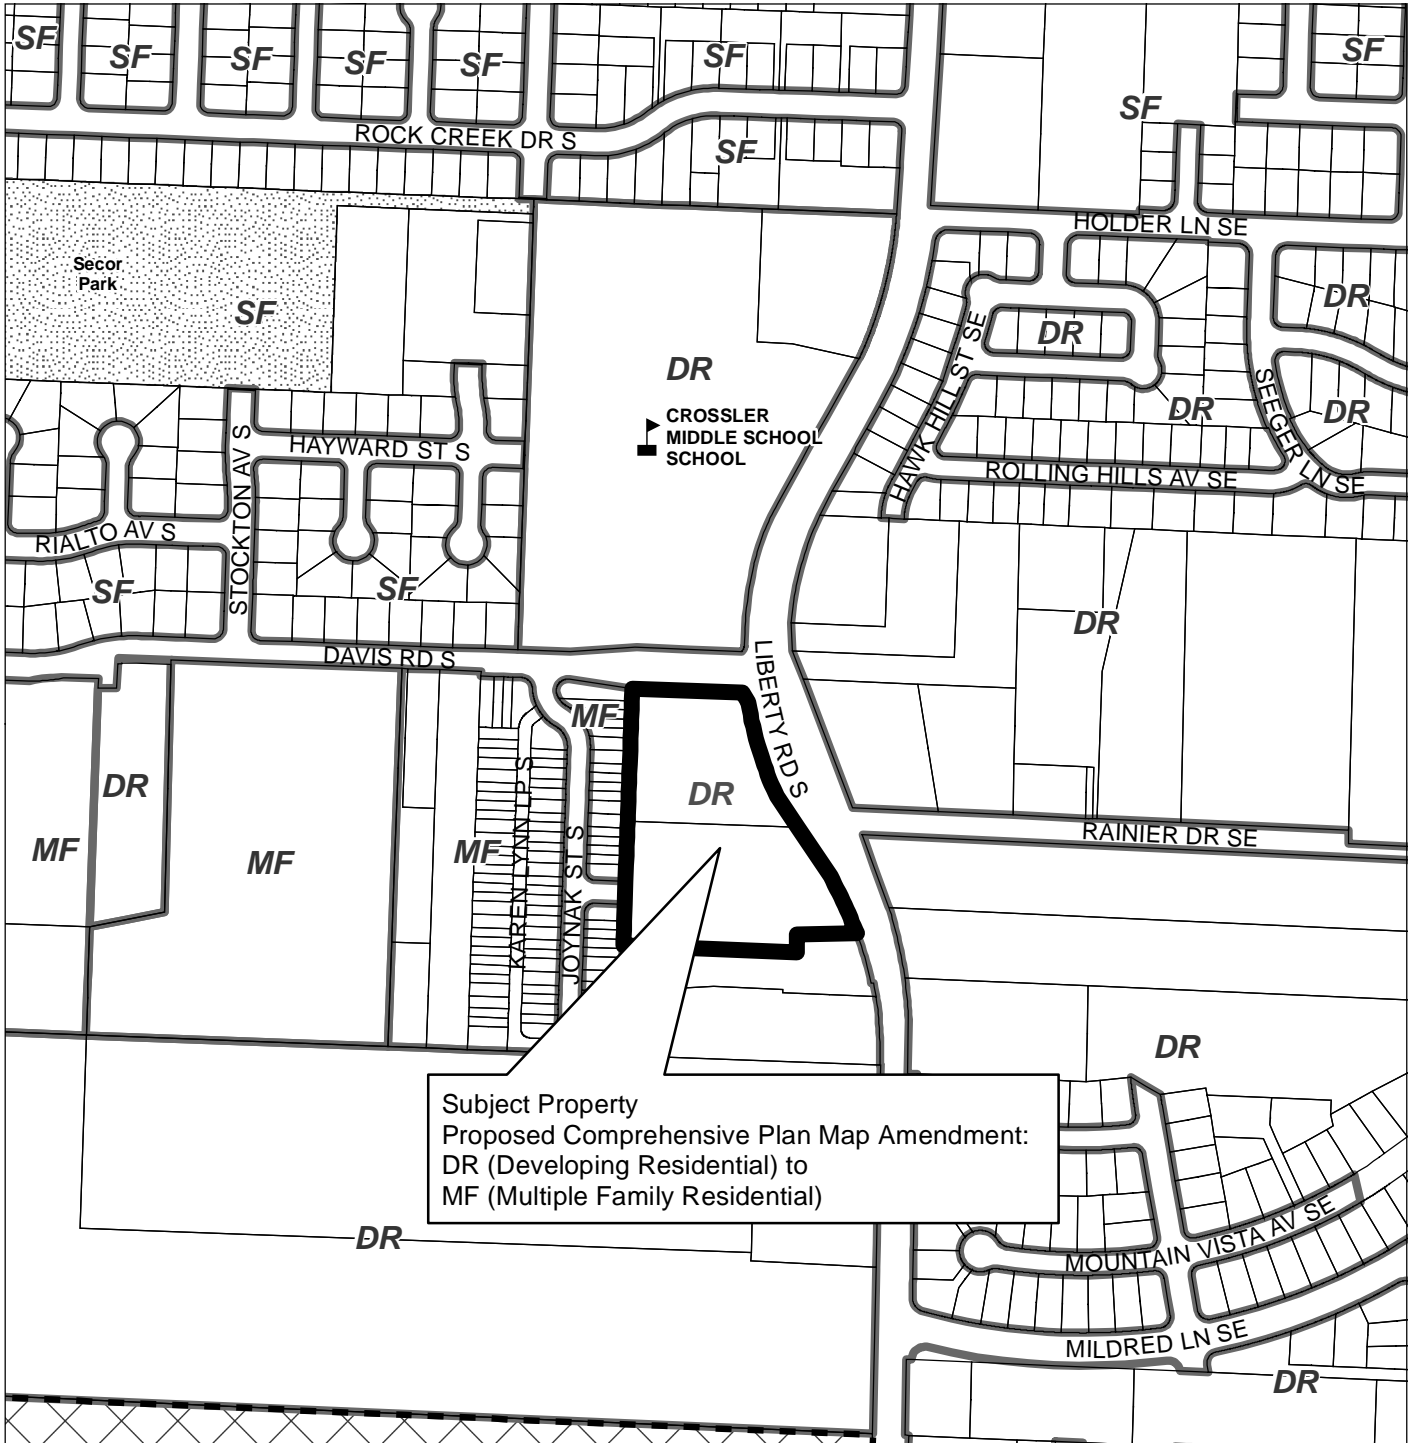 SF
SF
SF
SF
SF
SF
SF
SF
ROCK CREEK DR S
SF
HOLDER LN SE
Secor
Park
SF
DR
DR
DR
HAWK HILL ST SE
CROSSLER
MIDDLE SCHOOL
SCHOOL
DR
DR
SEEGER LN SE
HAYWARD ST S
STOCKTON AV S
ROLLING HILLS AV SE
RIALTO AV S
SF
SF
DR
DAVIS RD S
LIBERTY RD S
MF
DR
DR
KAREN LYNN LP S
JOYNAK ST S
RAINIER DR SE
MF
MF
MF
DR
Subject Property
Proposed Comprehensive Plan Map Amendment:
DR (Developing Residential) to
MF (Multiple Family Residential)
DR
MOUNTAIN VISTA AV SE
MILDRED LN SE
DR